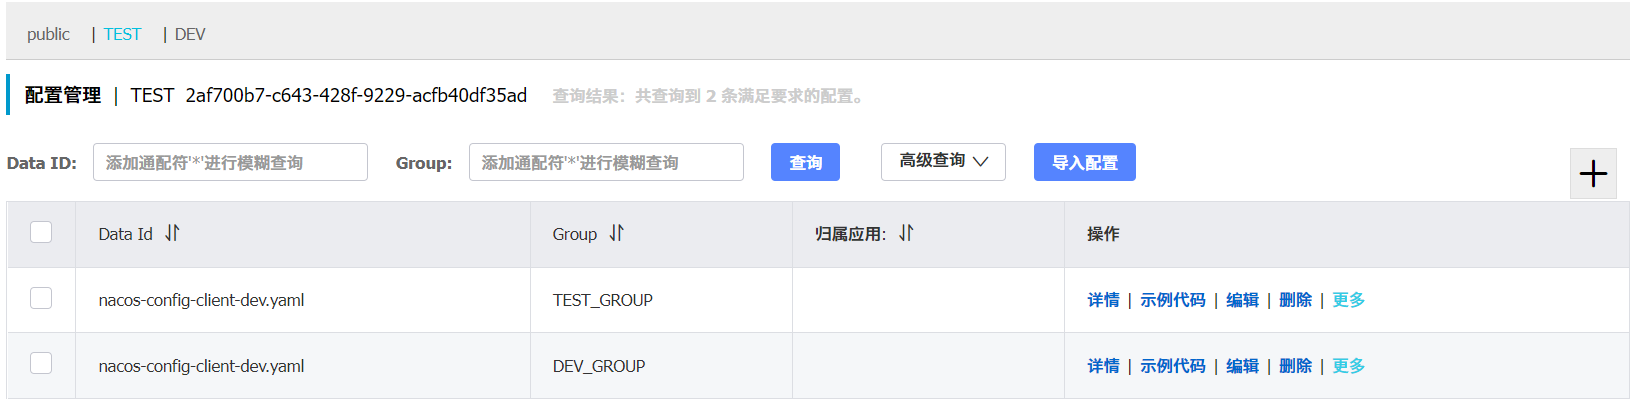 public | TEST | DEV
配置管理 | TEST 2af700b7-c643-428f-9229-acfb40df35ad 查询结果：共查询到 2 条满足要求的配置。
Data ID: 添加通配符'*'进行模糊查询 Group: 添加通配符'*'进行模糊查询 查询 高级查询 导入配置
Data Id Group 归属应用: 操作
nacos-config-client-dev.yaml TEST_GROUP 详情 | 示例代码 | 编辑 | 删除 | 更多
nacos-config-client-dev.yaml DEV_GROUP 详情 | 示例代码 | 编辑 | 删除 | 更多